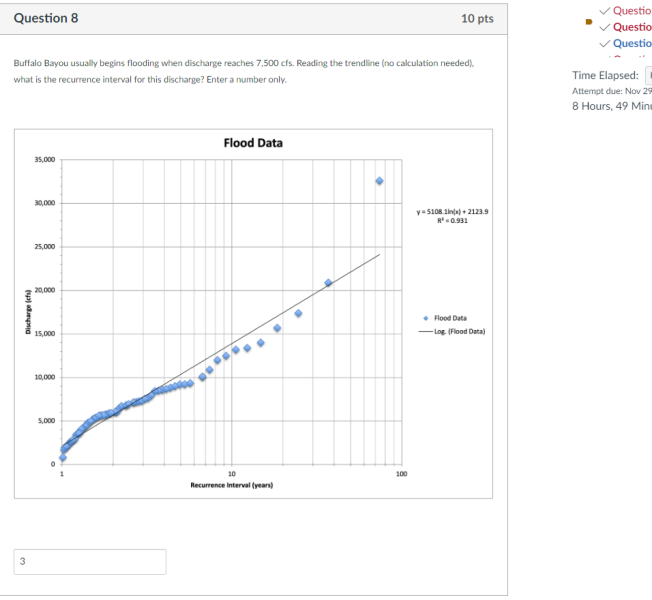 Question 8
10 pts
Buffalo Bayou usually begins flooding when discharge reaches 7,500 cfs. Reading the trendline (no calculation needed),
what is the recurrence interval for this discharge? Enter a number only.
Flood Data
35,000
30,000
25,000
20,000
15,000
10,000
5,000
0
Discharge (cfs)
1
10
100
Recurrence Interval (years)
y = 5108.1ln(x) + 2123.9
R² = 0.931
Flood Data
Log. (Flood Data)
3
Questio
Questio
Questio
Time Elapsed:
Attempt due: Nov 29
8 Hours, 49 Min